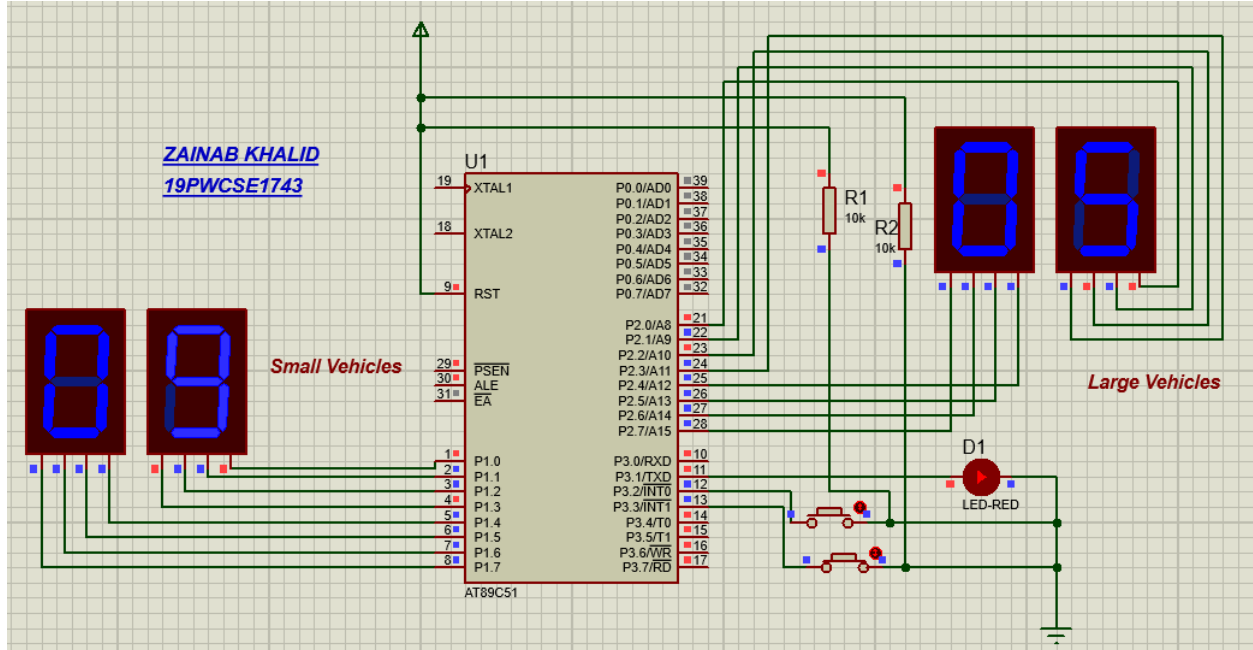 ZAINAB KHALID
19PWCSE1743
U1
19 XTAL1
18 XTAL2
9 RST
29 PSEN
30 ALE
31 EA
1 P1.0
2 P1.1
3 P1.2
4 P1.3
5 P1.4
6 P1.5
7 P1.6
8 P1.7
P0.0/AD0 39
P0.1/AD1 38
P0.2/AD2 37
P0.3/AD3 36
P0.4/AD4 35
P0.5/AD5 34
P0.6/AD6 33
P0.7/AD7 32
P2.0/A8 21
P2.1/A9 22
P2.2/A10 23
P2.3/A11 24
P2.4/A12 25
P2.5/A13 26
P2.6/A14 27
P2.7/A15 28
P3.0/RXD 10
P3.1/TXD 11
P3.2/INT0 12
P3.3/INT1 13
P3.4/T0 14
P3.5/T1 15
P3.6/WR 16
P3.7/RD 17
AT89C51
R1
10k
R2
10k
05
Large Vehicles
09
Small Vehicles
D1
LED-RED